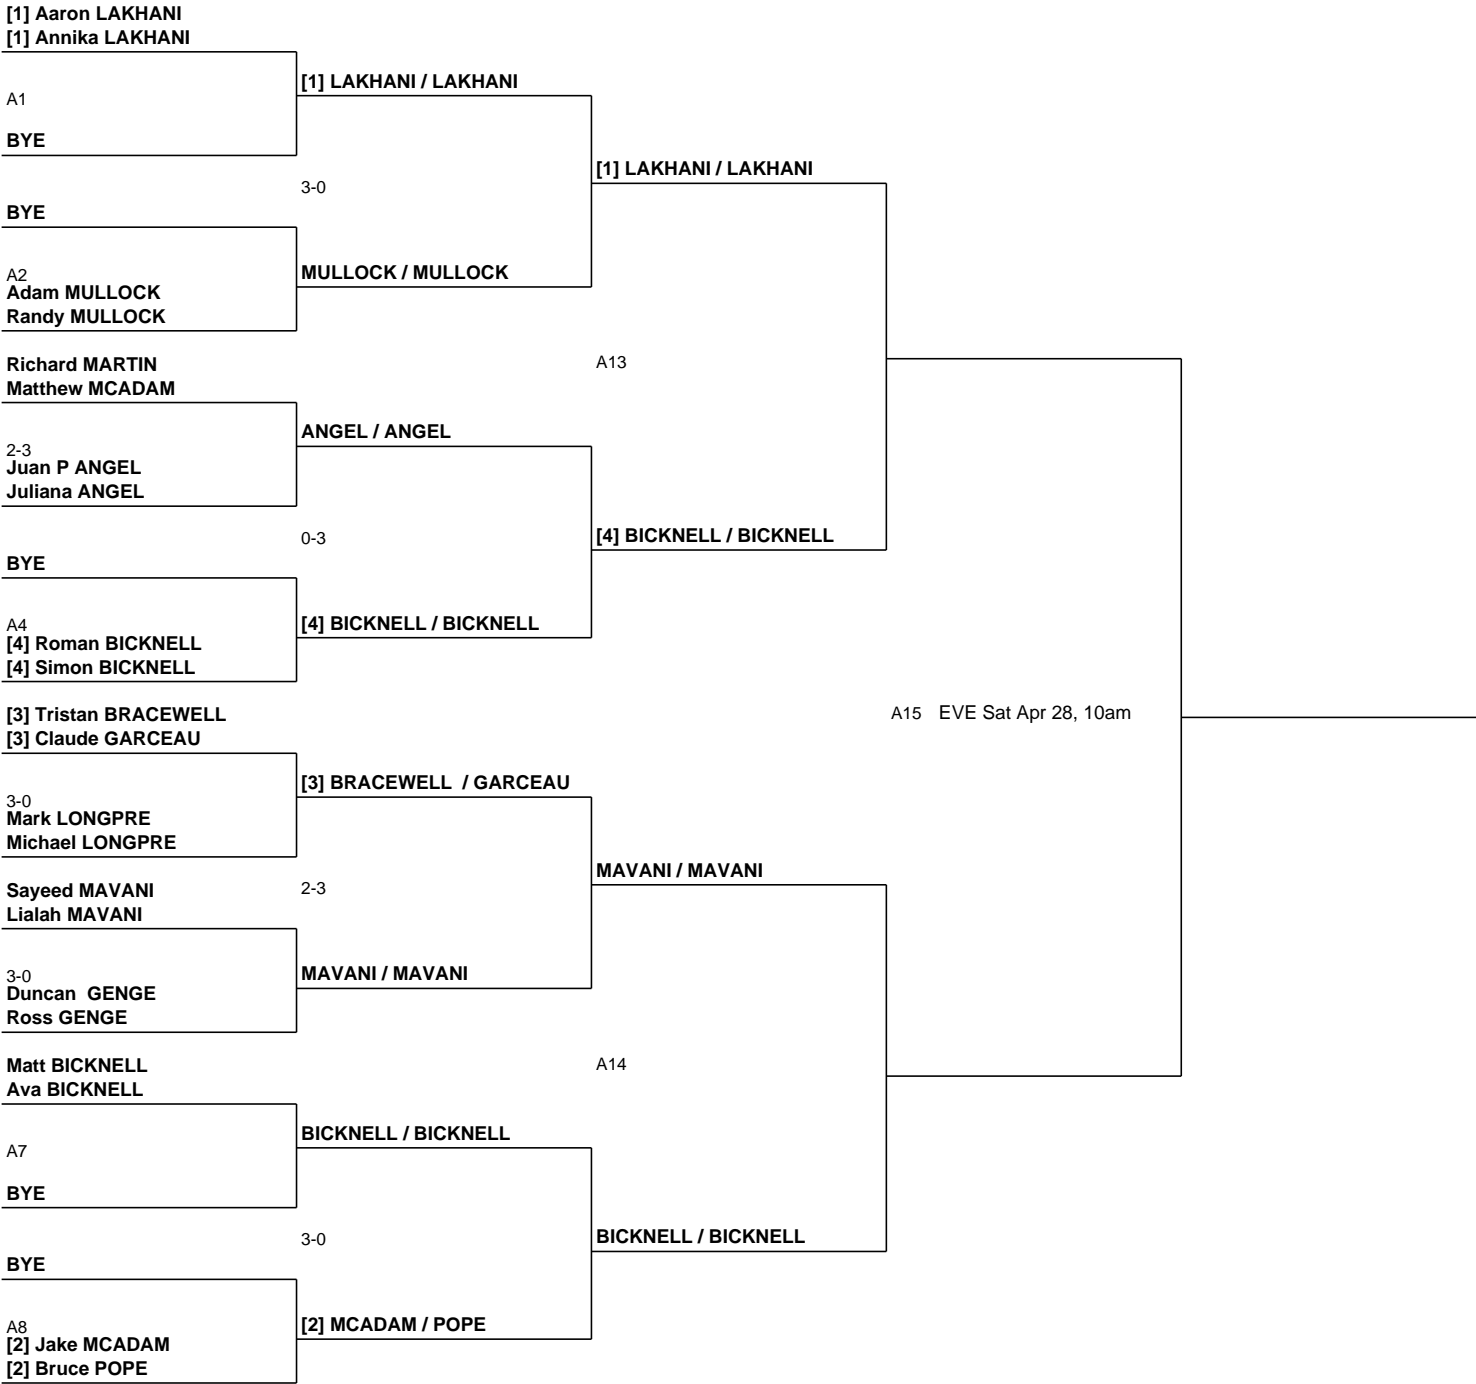 [1] Aaron LAKHANI
[1] Annika LAKHANI
[1] LAKHANI / LAKHANI
A1
BYE
[1] LAKHANI / LAKHANI
3-0
BYE
MULLOCK / MULLOCK
A2
Adam MULLOCK
Randy MULLOCK
Richard MARTIN
A13
Matthew MCADAM
ANGEL / ANGEL
2-3
Juan P ANGEL
Juliana ANGEL
0-3
[4] BICKNELL / BICKNELL
BYE
A4
[4] BICKNELL / BICKNELL
[4] Roman BICKNELL
[4] Simon BICKNELL
[3] Tristan BRACEWELL
A15 EVE Sat Apr 28, 10am
[3] Claude GARCEAU
[3] BRACEWELL / GARCEAU
3-0
Mark LONGPRE
Michael LONGPRE
MAVANI / MAVANI
Sayeed MAVANI
2-3
Lialah MAVANI
3-0
MAVANI / MAVANI
Duncan GENGE
Ross GENGE
Matt BICKNELL
A14
Ava BICKNELL
BICKNELL / BICKNELL
A7
BYE
3-0
BICKNELL / BICKNELL
BYE
A8
[2] MCADAM / POPE
[2] Jake MCADAM
[2] Bruce POPE